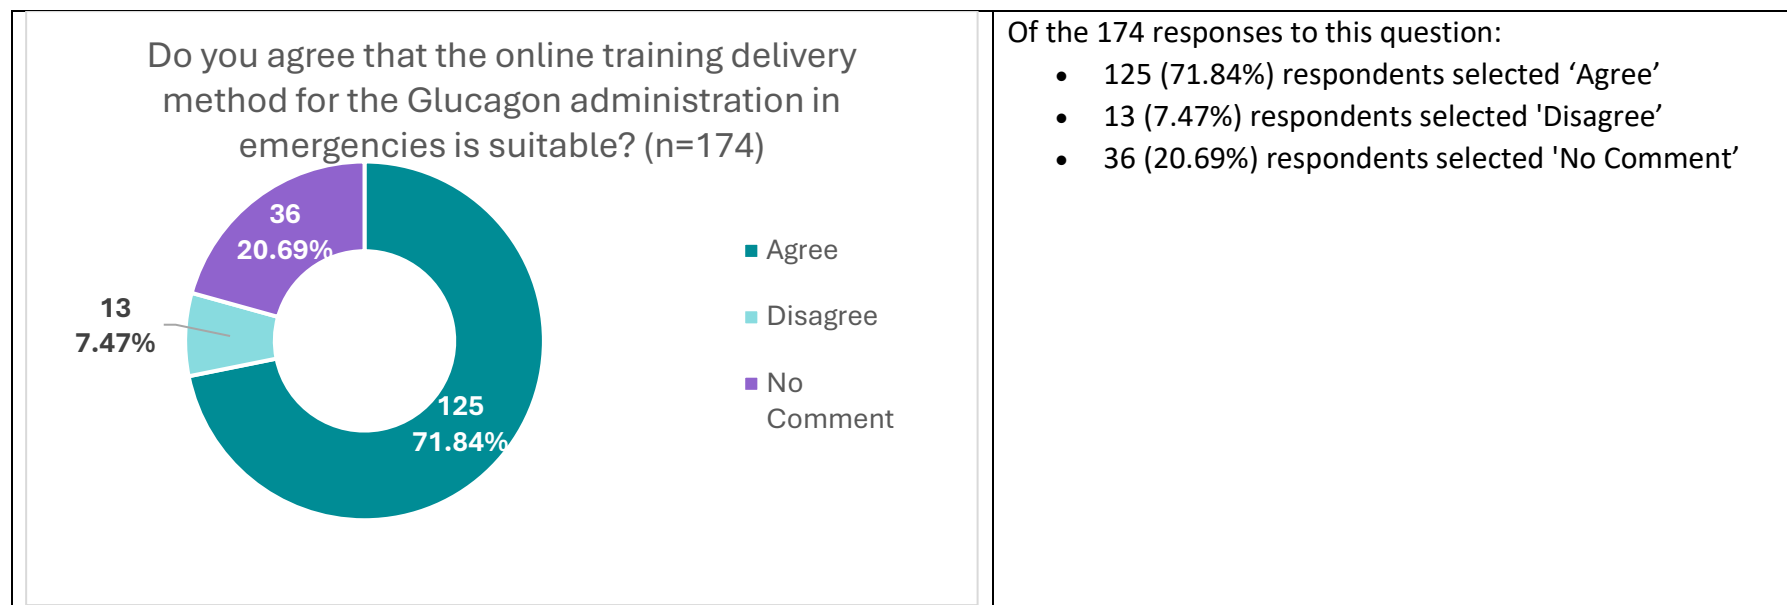 Do you agree that the online training delivery
method for the Glucagon administration in
emergencies is suitable? (n=174)
36
20.69%
13
7.47%
125
71.84%
Agree
Disagree
No
Comment
Of the 174 responses to this question:
• 125 (71.84%) respondents selected ‘Agree’
• 13 (7.47%) respondents selected 'Disagree’
• 36 (20.69%) respondents selected 'No Comment’